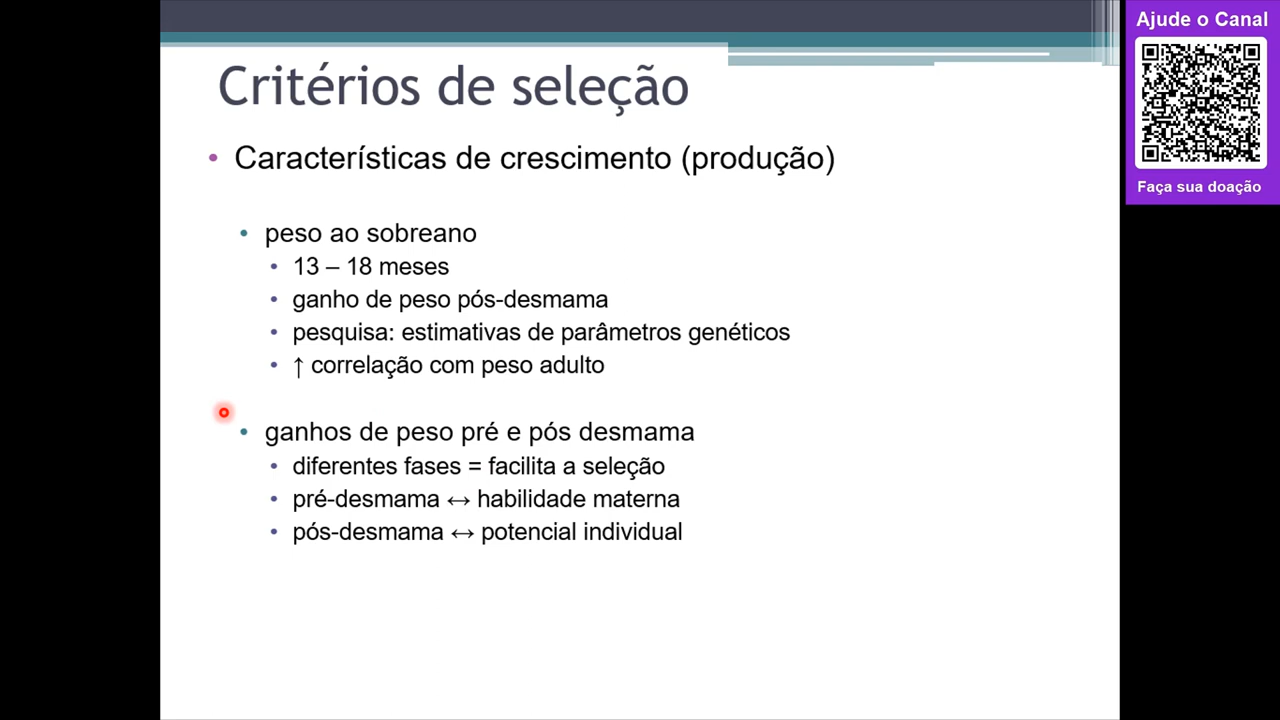 Critérios de seleção
• Características de crescimento (produção)
• peso ao sobreano
• 13 – 18 meses
• ganho de peso pós-desmama
• pesquisa: estimativas de parâmetros genéticos
• ↑ correlação com peso adulto
• ganhos de peso pré e pós desmama
• diferentes fases = facilita a seleção
• pré-desmama ↔ habilidade materna
• pós-desmama ↔ potencial individual
Ajude o Canal
Faça sua doação